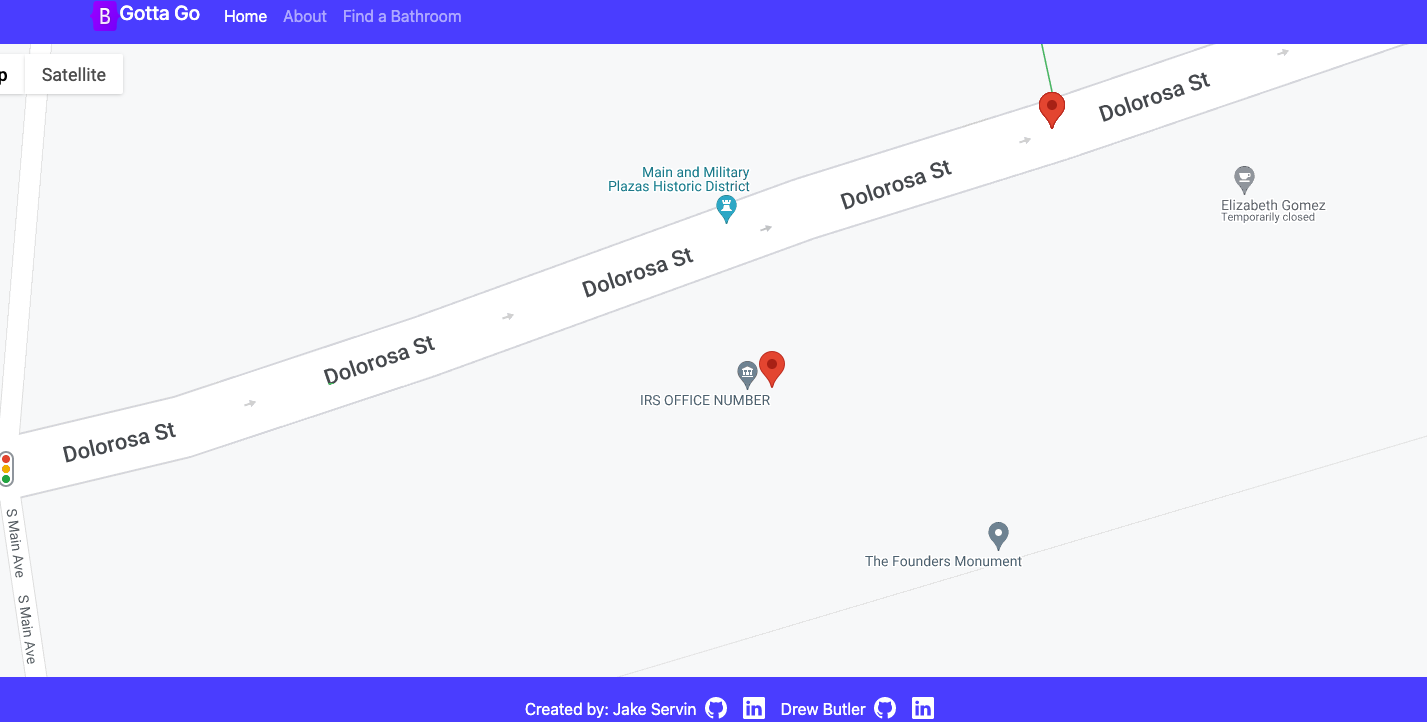 B Gotta Go Home About Find a Bathroom
p Satellite
Dolorosa St
Main and Military
Plazas Historic District
Dolorosa St
Elizabeth Gomez
Temporarily closed
Dolorosa St
Dolorosa St
IRS OFFICE NUMBER
Dolorosa St
S Main Ave
The Founders Monument
S Main Ave
Created by: Jake Servin in Drew Butler in